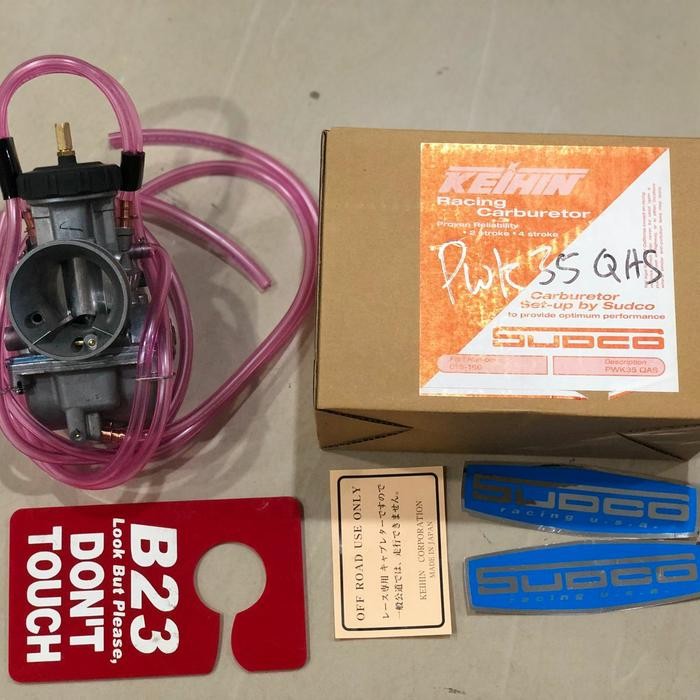 KEIHIN
Racing
Carburetor
Proven Reliability
• 2 stroke • 4 stroke
PWK 35 QAS
Carburetor
Set-up by Sudco
to provide optimum performance
SUDCO
Part Number
Description
PWK35 QAS
B23
Look But Please,
DON'T
TOUCH
OFF ROAD USE ONLY
レース専用キャブレターですので
一般公道では、走行できません。
KEIHIN CORPORATION
MADE IN JAPAN
SUDCO
racing u.s.a.
SUDCO
racing u.s.a.